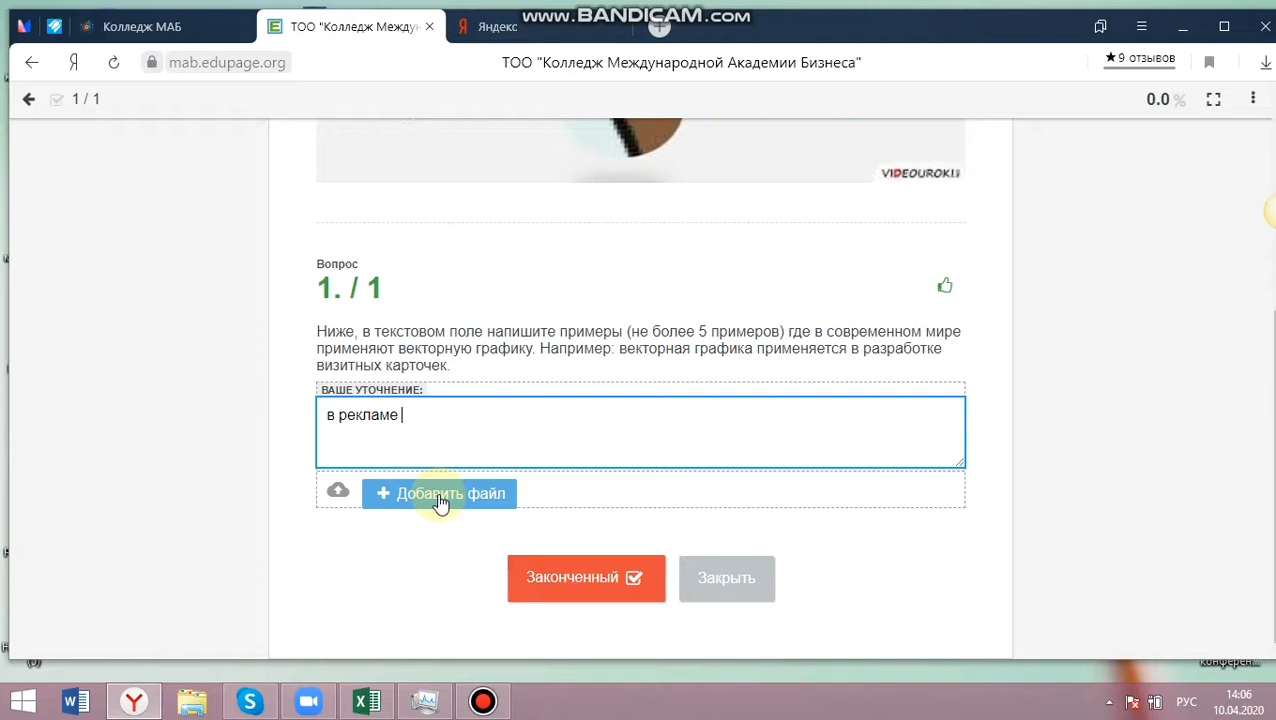 www.BANDICAM.com
Колледж МАБ
ТОО "Колледж Между
Яндекс
mab.edupage.org
ТОО "Колледж Международной Академии Бизнеса"
★9 отзывов
1 / 1
0.0 %
VIDEOUROKI
Вопрос
1. / 1
Ниже, в текстовом поле напишите примеры (не более 5 примеров) где в современном мире
применяют векторную графику. Например: векторная графика применяется в разработке
визитных карточек.
ВАШЕ УТОЧНЕНИЕ:
в рекламе
+ Добавить файл
Законченный
Закрыть
(5)
конферен...
РУС
14:06
10.04.2020